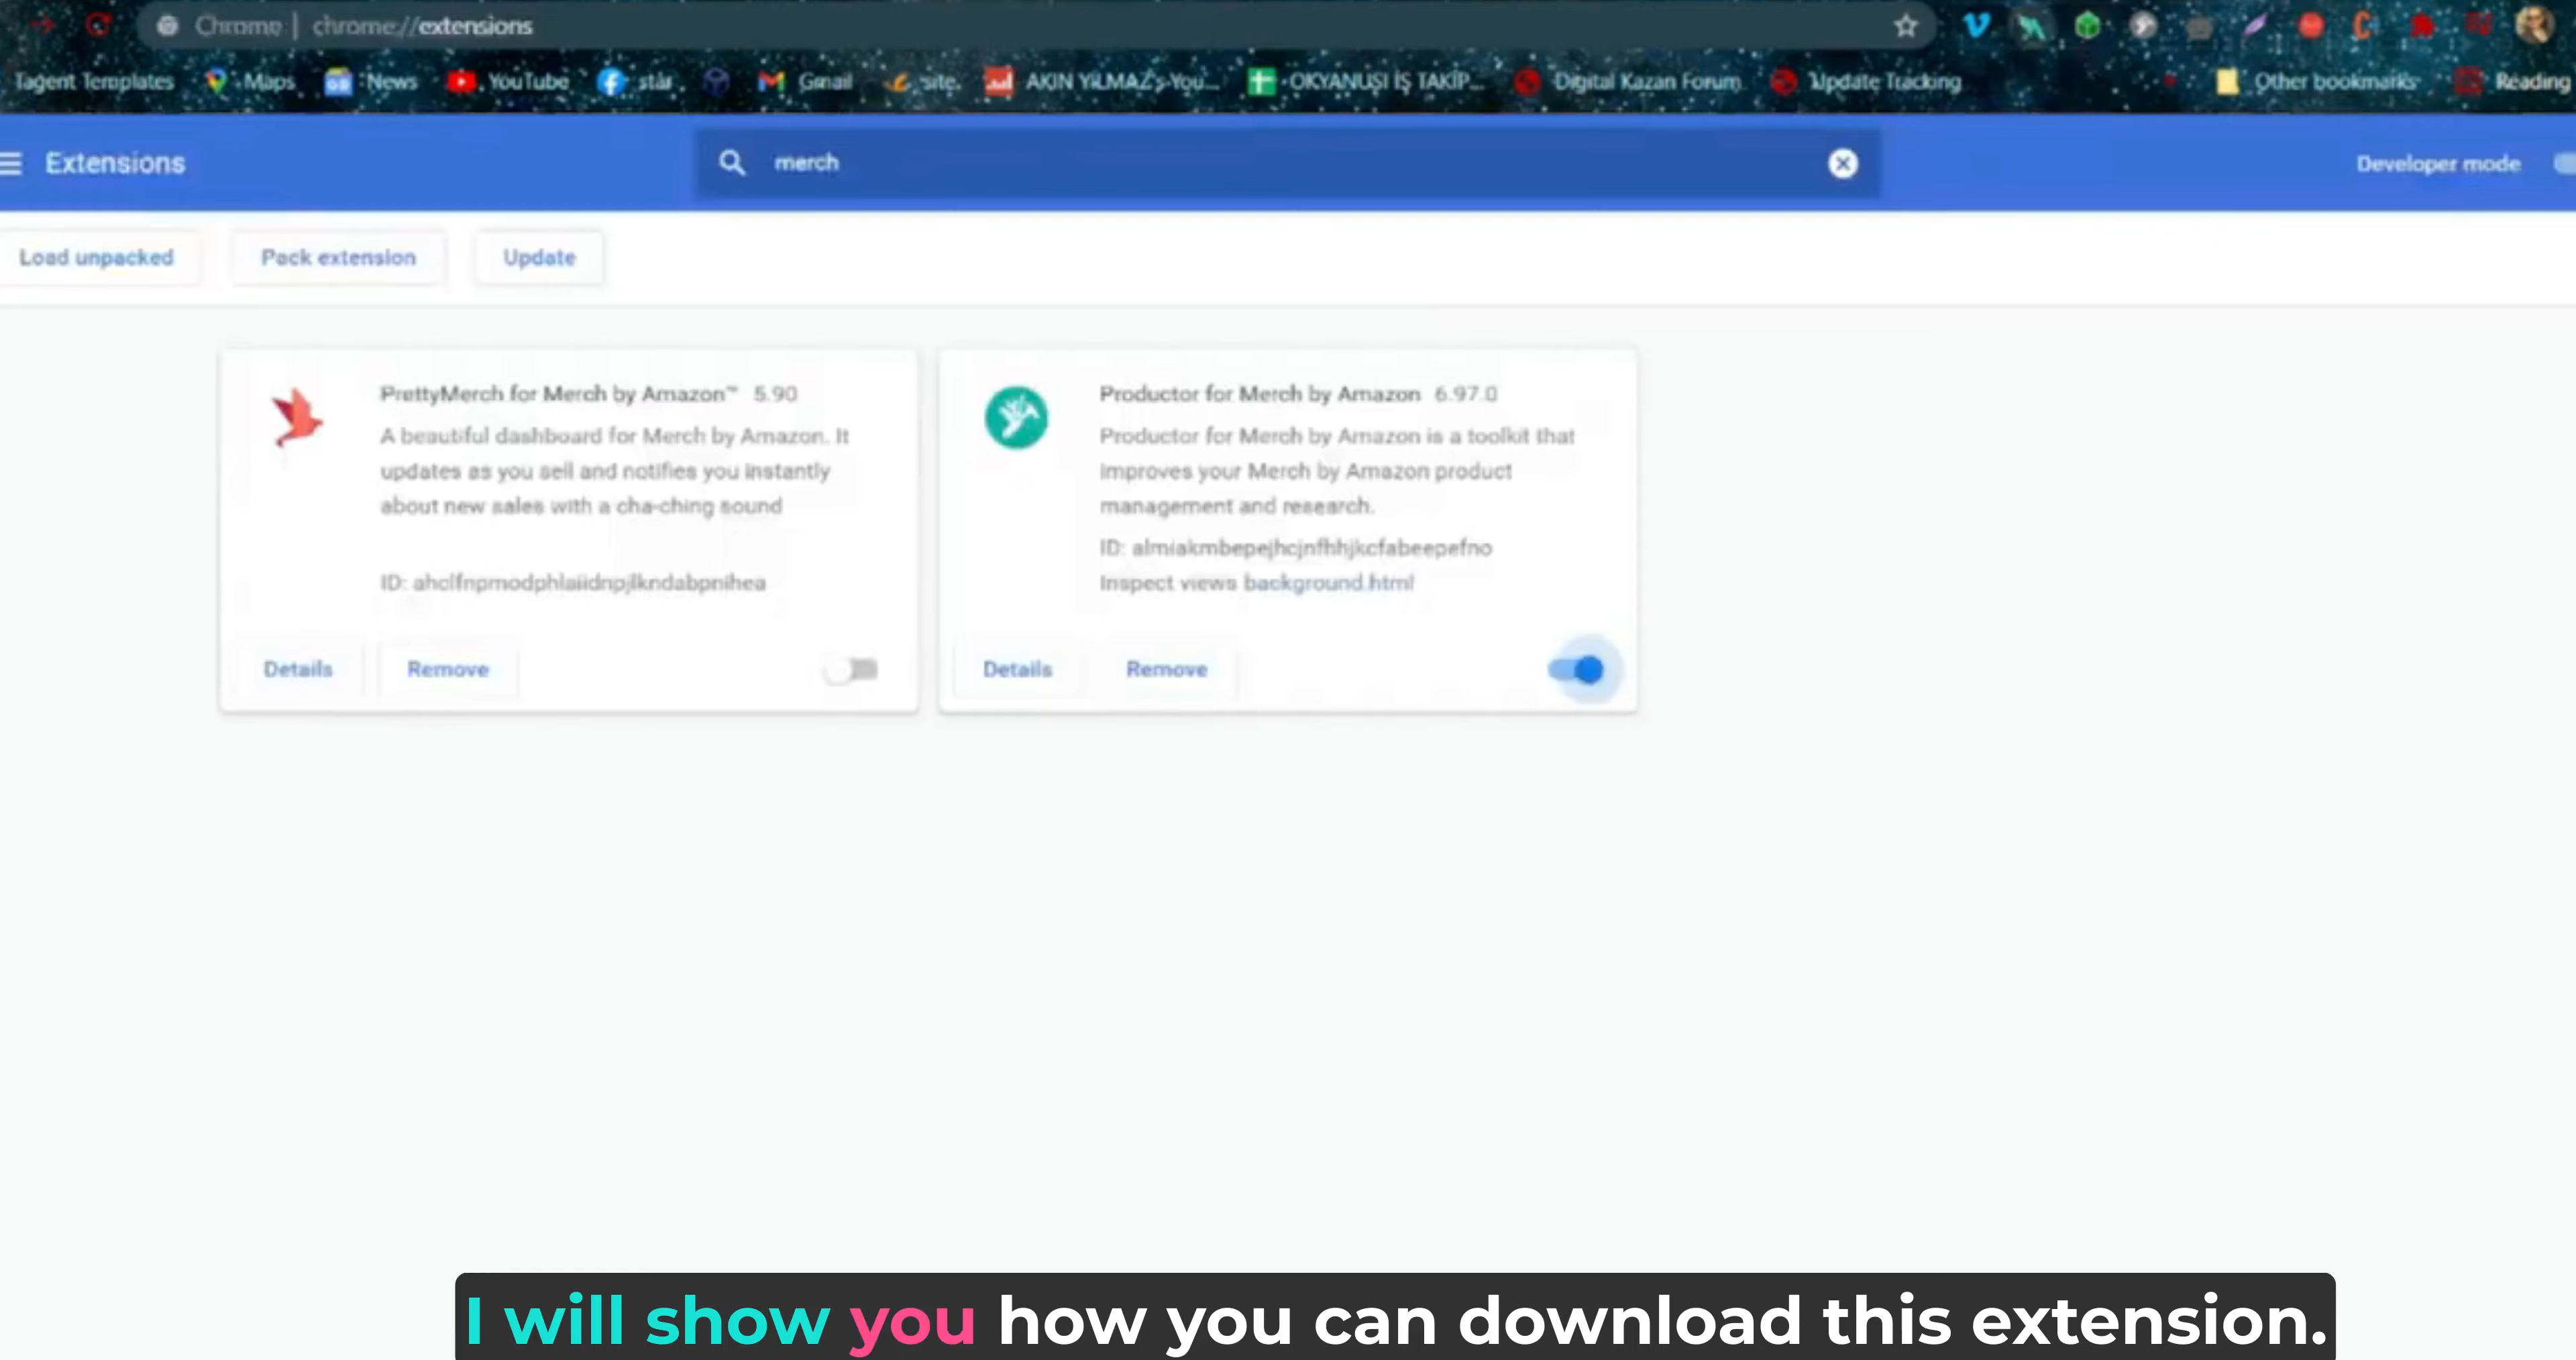 Chrome | chrome://extensions
Tagent Templates Maps News YouTube star Gmail site. AKIN YILMAZ's You... OKYANUSI İŞ TAKİP... Digital Kazan Forum Update Tracking Other bookmarks Reading
Extensions merch Developer mode
Load unpacked Pack extension Update
PrettyMerch for Merch by Amazon™ 5.90
A beautiful dashboard for Merch by Amazon. It
updates as you sell and notifies you instantly
about new sales with a cha-ching sound
ID: ahclfnpmodphlaiidnpjlkndabpnihea
Details Remove
Productor for Merch by Amazon 6.97.0
Productor for Merch by Amazon is a toolkit that
improves your Merch by Amazon product
management and research.
ID: almiakmbepejhcjnfhhjkcfabeepefno
Inspect views background.html
Details Remove
I will show you how you can download this extension.